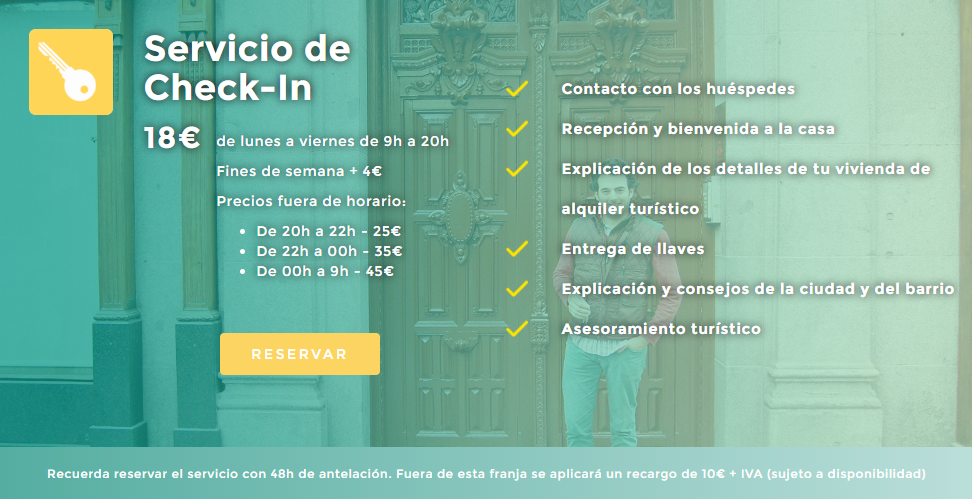 Servicio de
Check-In
18€ de lunes a viernes de 9h a 20h
Fines de semana + 4€
Precios fuera de horario:
• De 20h a 22h - 25€
• De 22h a 00h - 35€
• De 00h a 9h - 45€
RESERVAR
Contacto con los huéspedes
Recepción y bienvenida a la casa
Explicación de los detalles de tu vivienda de
alquiler turístico
Entrega de llaves
Explicación y consejos de la ciudad y del barrio
Asesoramiento turístico
Recuerda reservar el servicio con 48h de antelación. Fuera de esta franja se aplicará un recargo de 10€ + IVA (sujeto a disponibilidad)